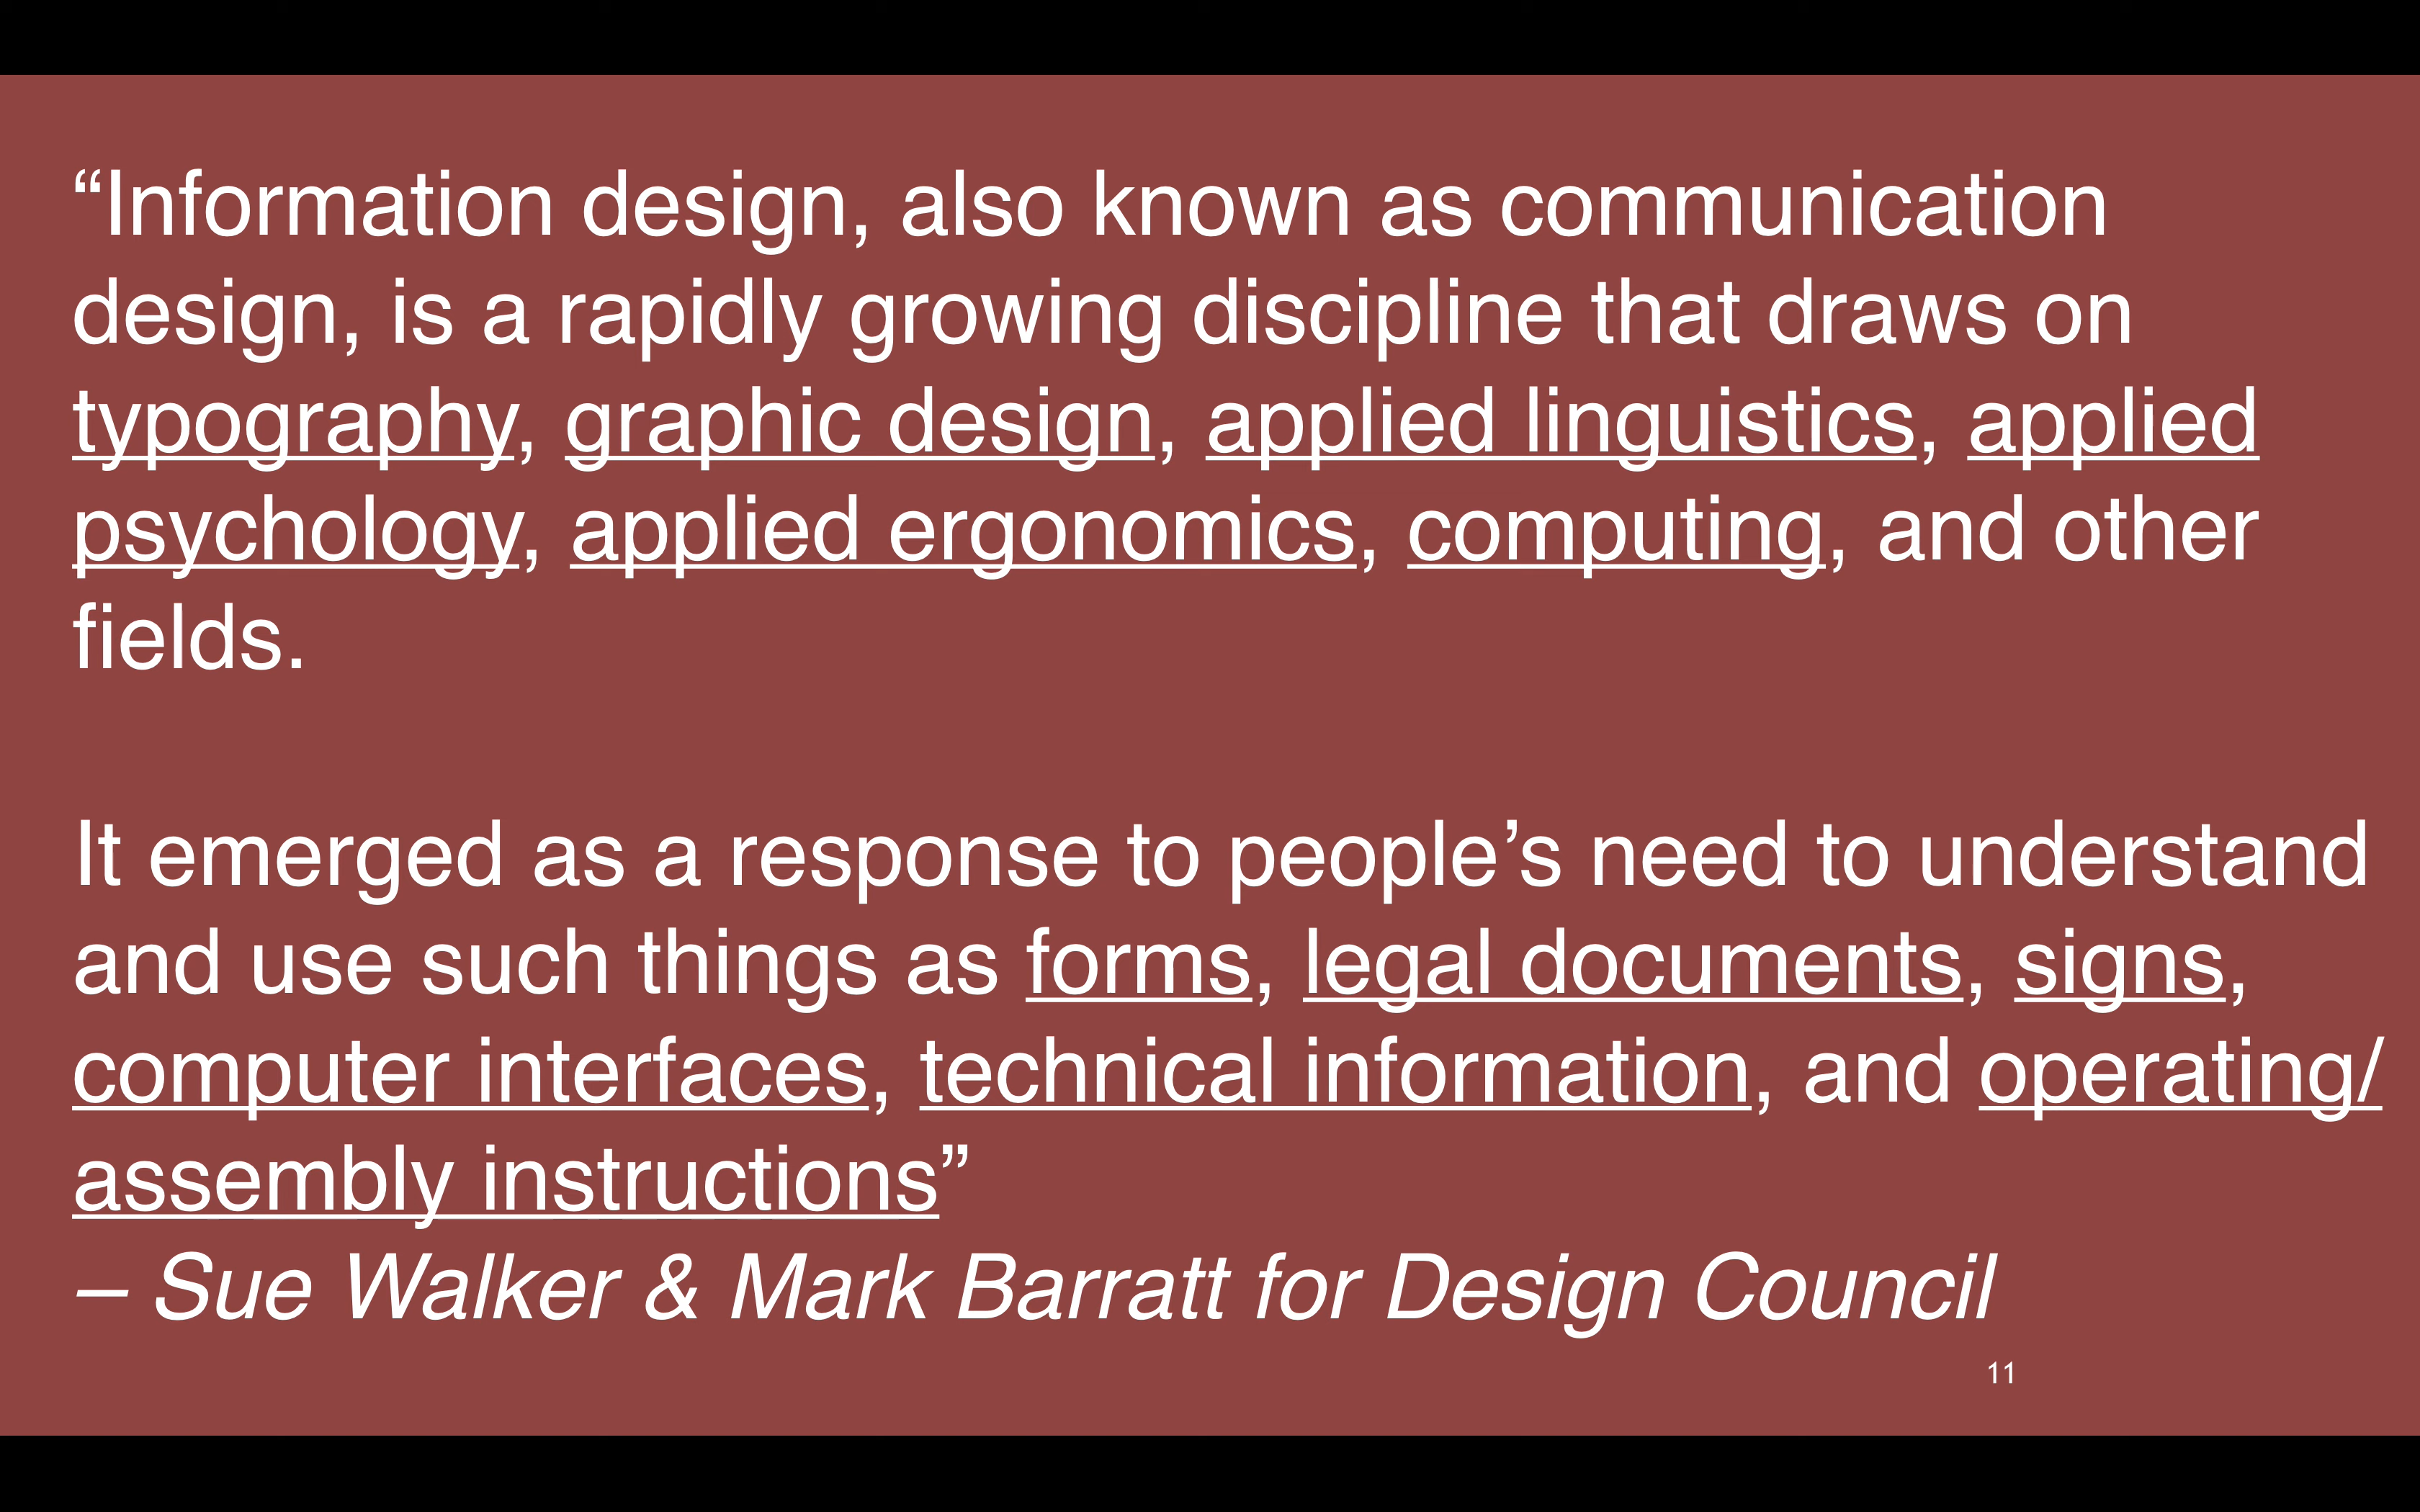 “Information design, also known as communication
design, is a rapidly growing discipline that draws on
typography, graphic design, applied linguistics, applied
psychology, applied ergonomics, computing, and other
fields.
It emerged as a response to people’s need to understand
and use such things as forms, legal documents, signs,
computer interfaces, technical information, and operating/
assembly instructions”
– Sue Walker & Mark Barratt for Design Council
11